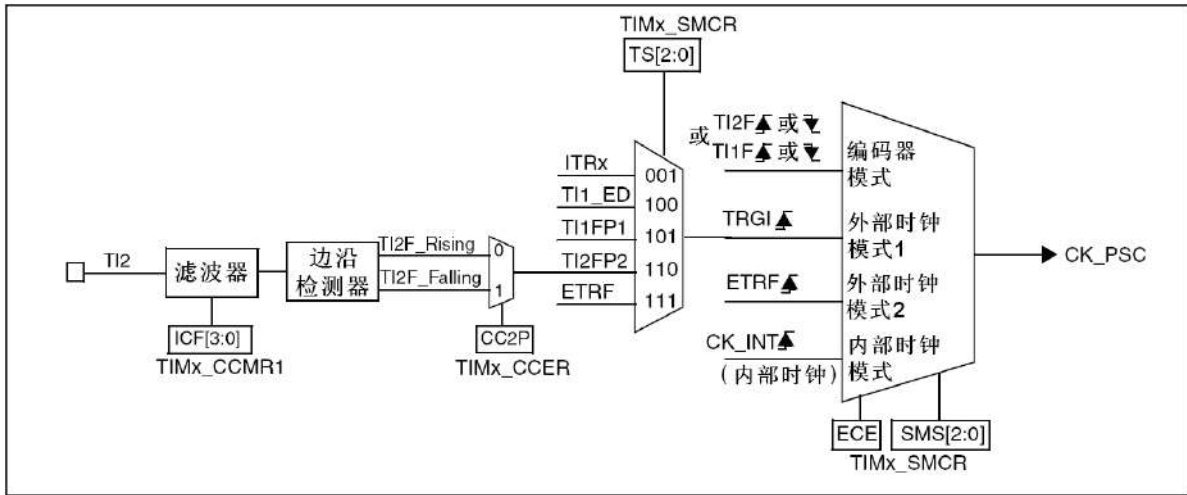 TIMx_SMCR
TS[2:0]
或 TI2F 或
TI1F 或
编码器
模式
ITRx
001
TI1_ED
100
TI1FP1
101
TRGI
外部时钟
模式1
TI2
滤波器
边沿
检测器
TI2F_Rising
0
TI2F_Falling
1
TI2FP2
110
ETRF
111
ETRF
外部时钟
模式2
CK_PSC
ICF[3:0]
TIMx_CCMR1
CC2P
TIMx_CCER
CK_INT
(内部时钟)
内部时钟
模式
ECE
SMS[2:0]
TIMx_SMCR